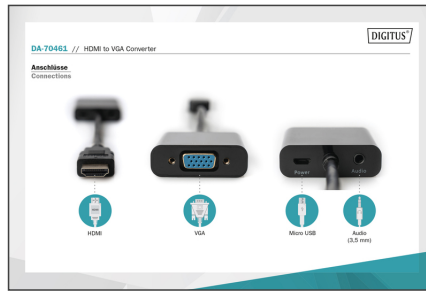 DIGITUS®
DA-70461 // HDMI to VGA Converter
Anschlüsse
Connections
Power
Audio
HDMI
VGA
Micro USB
Audio
(3,5 mm)